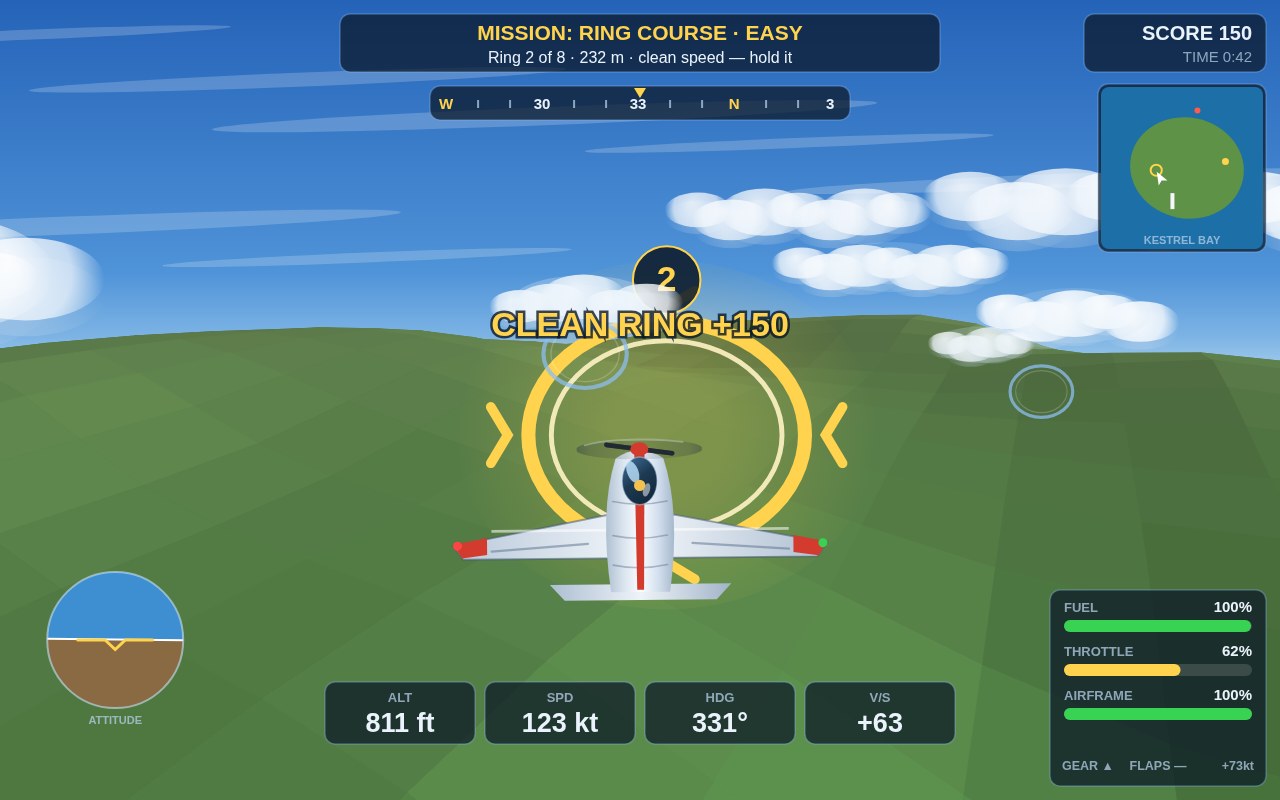 MISSION: RING COURSE · EASY
Ring 2 of 8 · 232 m · clean speed — hold it
SCORE 150
TIME 0:42
W 30 33 N 3
KESTREL BAY
2
CLEAN RING +150
ATTITUDE
ALT
811 ft
SPD
123 kt
HDG
331°
V/S
+63
FUEL 100%
THROTTLE 62%
AIRFRAME 100%
GEAR ▲ FLAPS — +73kt